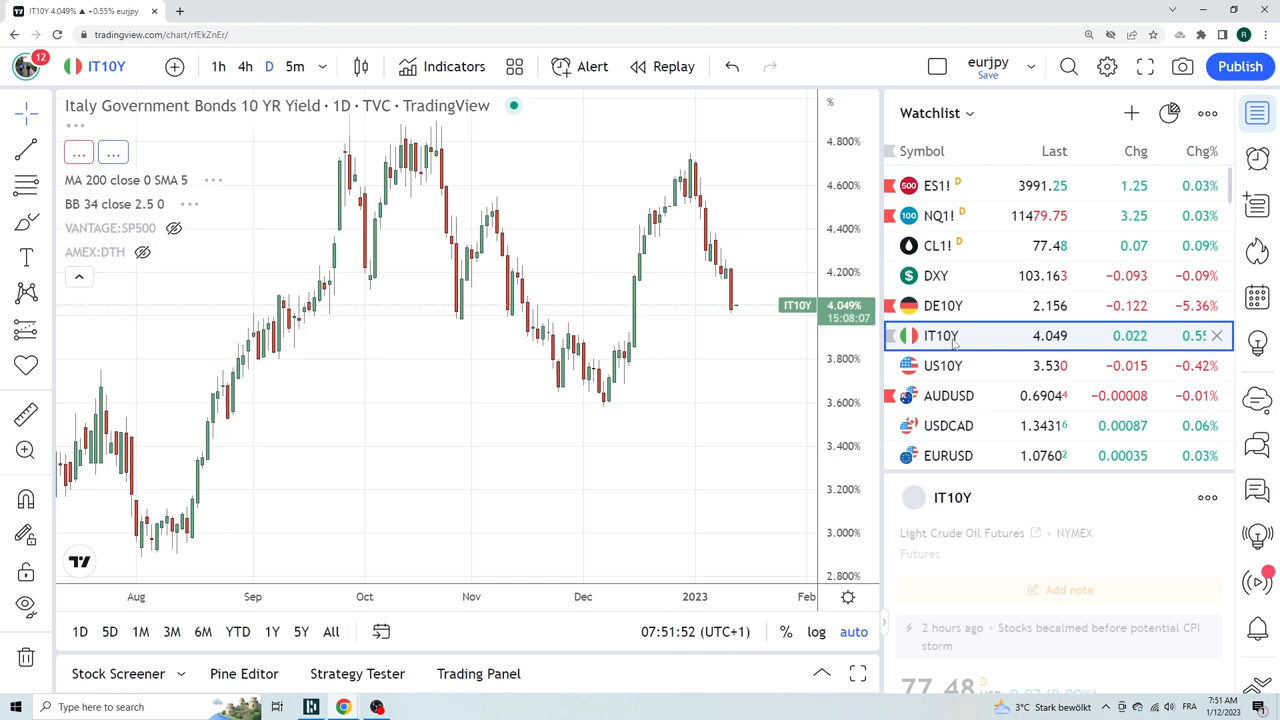 IT10Y 4.049% ▲ +0.55% eurjpy
tradingview.com/chart/rfEkZnEr/
12
IT10Y
1h 4h D 5m
Indicators
Alert
Replay
eurjpy
Save
Publish
Italy Government Bonds 10 YR Yield · 1D · TVC · TradingView
...
... ...
MA 200 close 0 SMA 5 ...
BB 34 close 2.5 0 ...
VANTAGE:SP500
AMEX:DTH
%
4.800%
4.600%
4.400%
4.200%
IT10Y 4.049%
15:08:07
3.800%
3.600%
3.400%
3.200%
3.000%
2.800%
Aug Sep Oct Nov Dec 2023 Feb
1D 5D 1M 3M 6M YTD 1Y 5Y All
07:51:52 (UTC+1) % log auto
Stock Screener Pine Editor Strategy Tester Trading Panel
Watchlist
Symbol Last Chg Chg%
500 ES1! D 3991.25 1.25 0.03%
100 NQ1! D 11479.75 3.25 0.03%
CL1! D 77.48 0.07 0.09%
DXY 103.163 −0.093 −0.09%
DE10Y 2.156 −0.122 −5.36%
IT10Y 4.049 0.022 0.55
US10Y 3.530 −0.015 −0.42%
AUDUSD 0.69044 −0.00008 −0.01%
USDCAD 1.34316 0.00087 0.06%
EURUSD 1.07602 0.00035 0.03%
IT10Y
Light Crude Oil Futures • NYMEX
Futures
Add note
2 hours ago • Stocks becalmed before potential CPI
storm
77.48 D
Type here to search
3°C Stark bewölkt
FRA
7:51 AM
1/12/2023